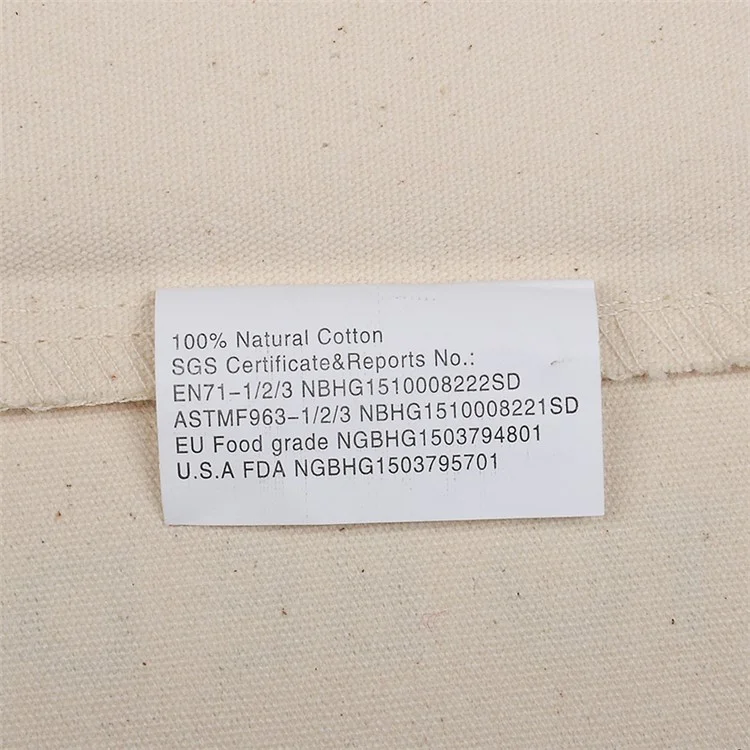 100% Natural Cotton
SGS Certificate&Reports No.:
EN71-1/2/3 NBHG1510008222SD
ASTMF963-1/2/3 NBHG1510008221SD
EU Food grade NGBHG1503794801
U.S.A FDA NGBHG1503795701